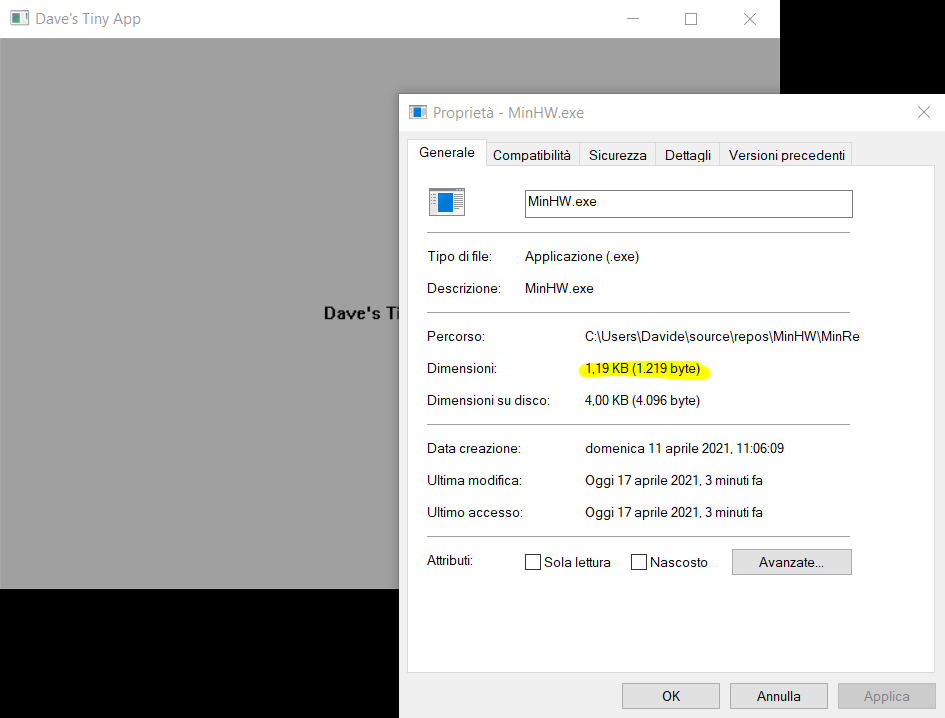 Dave's Tiny App
Proprietà - MinHW.exe
Generale Compatibilità Sicurezza Dettagli Versioni precedenti
MinHW.exe
Tipo di file: Applicazione (.exe)
Descrizione: MinHW.exe
Dave's Ti
Percorso: C:\Users\Davide\source\repos\MinHW\MinRe
Dimensioni: 1,19 KB (1.219 byte)
Dimensioni su disco: 4,00 KB (4.096 byte)
Data creazione: domenica 11 aprile 2021, 11:06:09
Ultima modifica: Oggi 17 aprile 2021, 3 minuti fa
Ultimo accesso: Oggi 17 aprile 2021, 3 minuti fa
Attributi: Sola lettura Nascosto Avanzate...
OK Annulla Applica